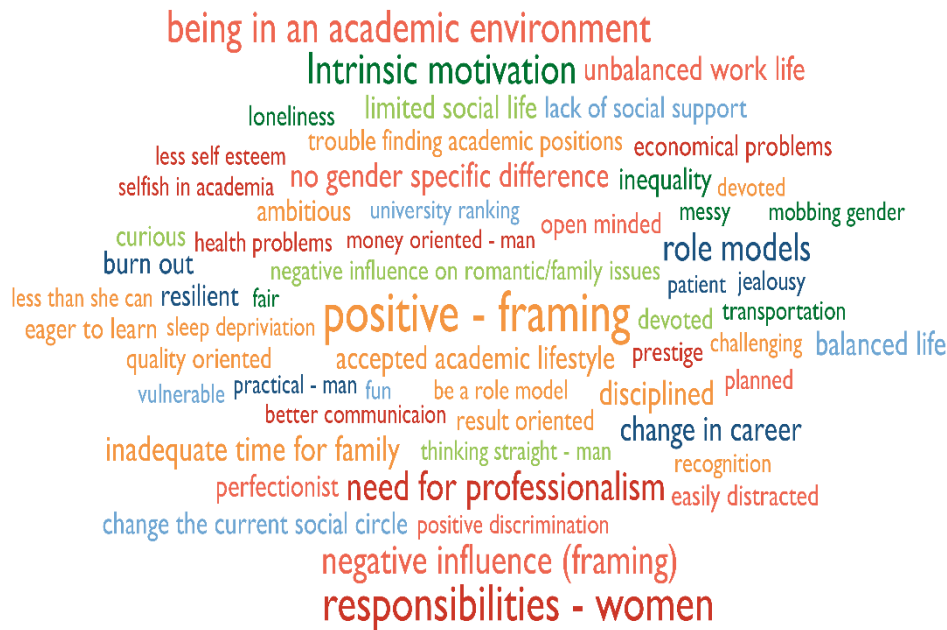 being in an academic environment
Intrinsic motivation unbalanced work life
loneliness limited social life lack of social support
trouble finding academic positions economical problems
less self esteem
selfish in academia no gender specific difference inequality devoted
ambitious university ranking open minded messy mobbing gender
curious health problems money oriented - man role models
burn out negative influence on romantic/family issues patient jealousy
less than she can resilient fair positive - framing devoted transportation
eager to learn sleep depriviation challenging balanced life
quality oriented accepted academic lifestyle prestige
vulnerable practical - man fun be a role model disciplined planned
better communicaion result oriented change in career
inadequate time for family thinking straight - man recognition
perfectionist need for professionalism easily distracted
change the current social circle positive discrimination
negative influence (framing)
responsibilities - women